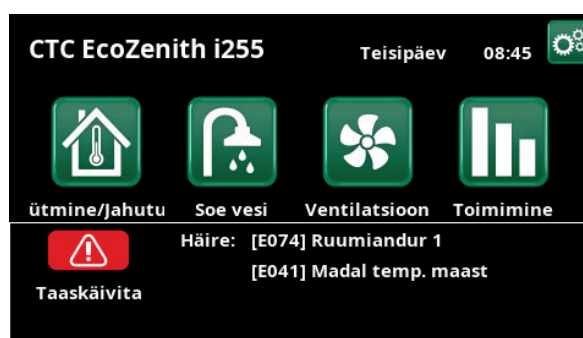 CTC EcoZenith i255 Teisipäev 08:45
ütmine/Jahutu Soe vesi Ventilatsioon Toimimine
Häire: [E074] Ruumiandur 1
[E041] Madal temp. maast
Taaskäivita